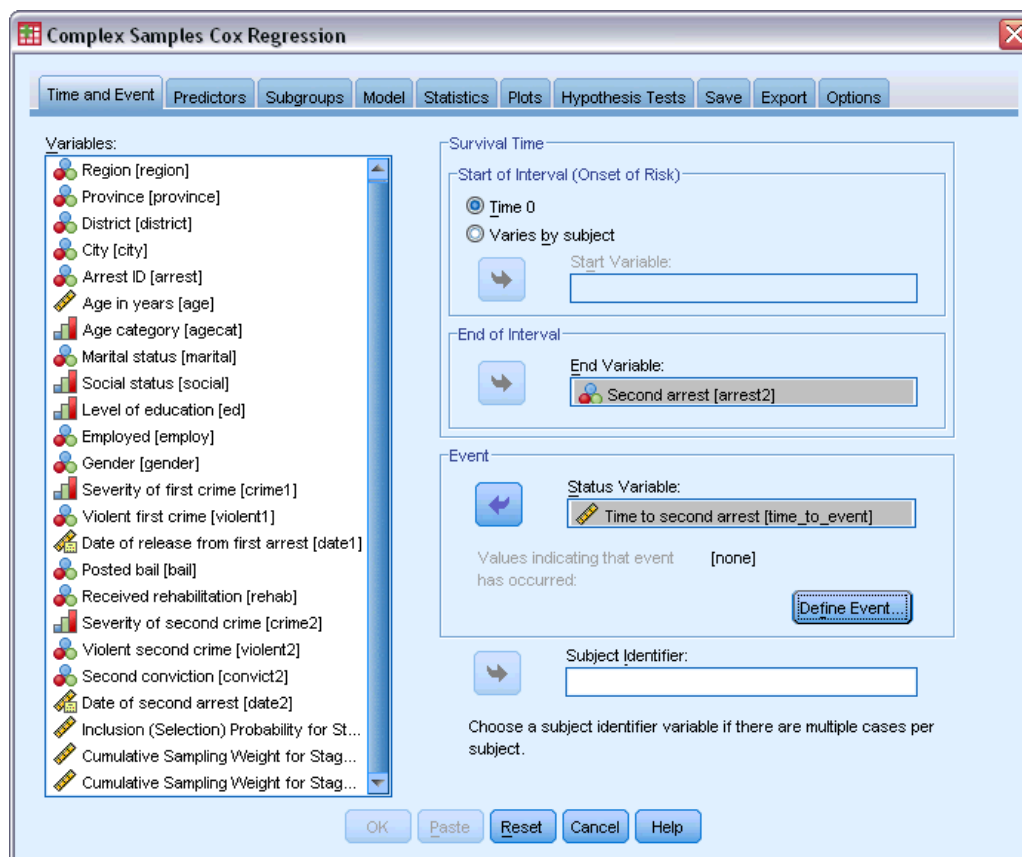 Complex Samples Cox Regression
Time and Event Predictors Subgroups Model Statistics Plots Hypothesis Tests Save Export Options
Variables:
Region [region]
Province [province]
District [district]
City [city]
Arrest ID [arrest]
Age in years [age]
Age category [agecat]
Marital status [marital]
Social status [social]
Level of education [ed]
Employed [employ]
Gender [gender]
Severity of first crime [crime1]
Violent first crime [violent1]
Date of release from first arrest [date1]
Posted bail [bail]
Received rehabilitation [rehab]
Severity of second crime [crime2]
Violent second crime [violent2]
Second conviction [convict2]
Date of second arrest [date2]
Inclusion (Selection) Probability for St...
Cumulative Sampling Weight for Stag...
Cumulative Sampling Weight for Stag...
Survival Time
Start of Interval (Onset of Risk)
Time 0
Varies by subject
Start Variable:
End of Interval
End Variable:
Second arrest [arrest2]
Event
Status Variable:
Time to second arrest [time_to_event]
Values indicating that event [none]
has occurred:
Define Event...
Subject Identifier:
Choose a subject identifier variable if there are multiple cases per
subject.
OK Paste Reset Cancel Help